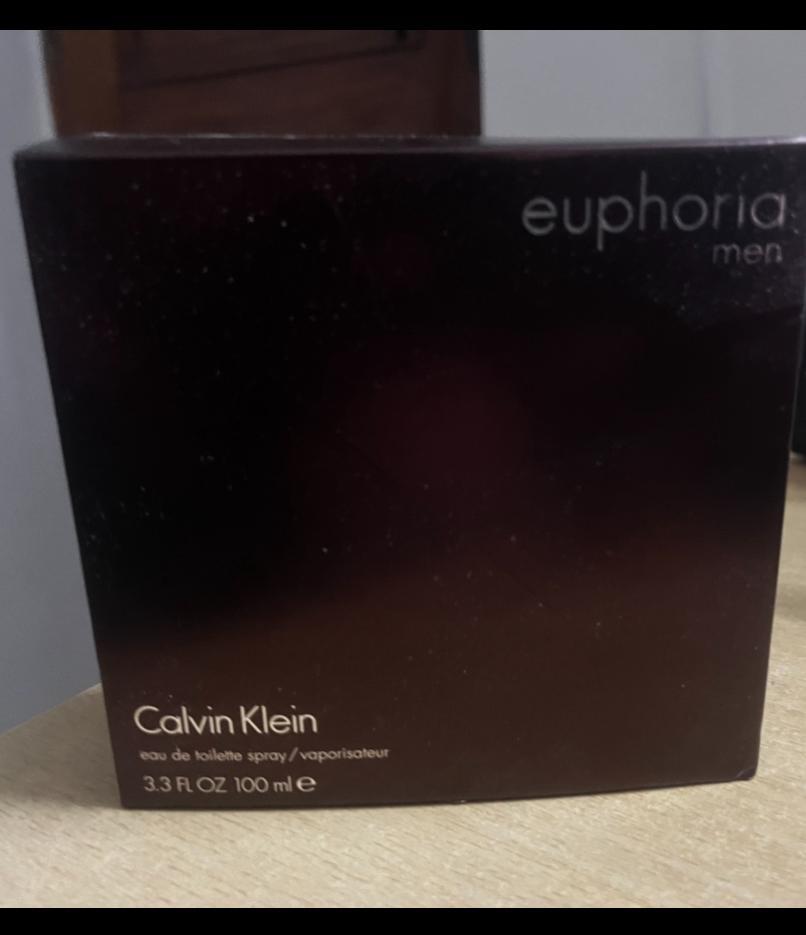 euphoria
men
Calvin Klein
eau de toilette spray/vaporisateur
3.3 FL OZ 100 ml ℮